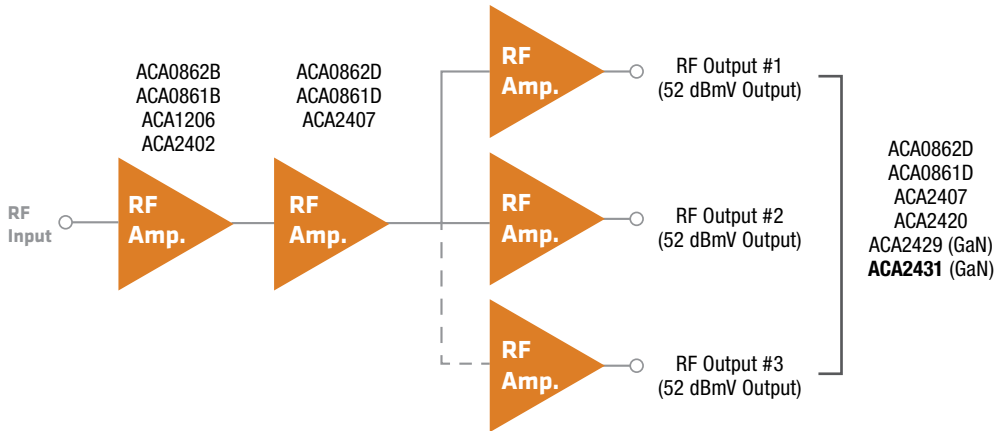 RF
Input
ACA0862B
ACA0861B
ACA1206
ACA2402
RF
Amp.
ACA0862D
ACA0861D
ACA2407
RF
Amp.
RF
Amp.
RF Output #1
(52 dBmV Output)
RF
Amp.
RF Output #2
(52 dBmV Output)
RF
Amp.
RF Output #3
(52 dBmV Output)
ACA0862D
ACA0861D
ACA2407
ACA2420
ACA2429 (GaN)
ACA2431 (GaN)